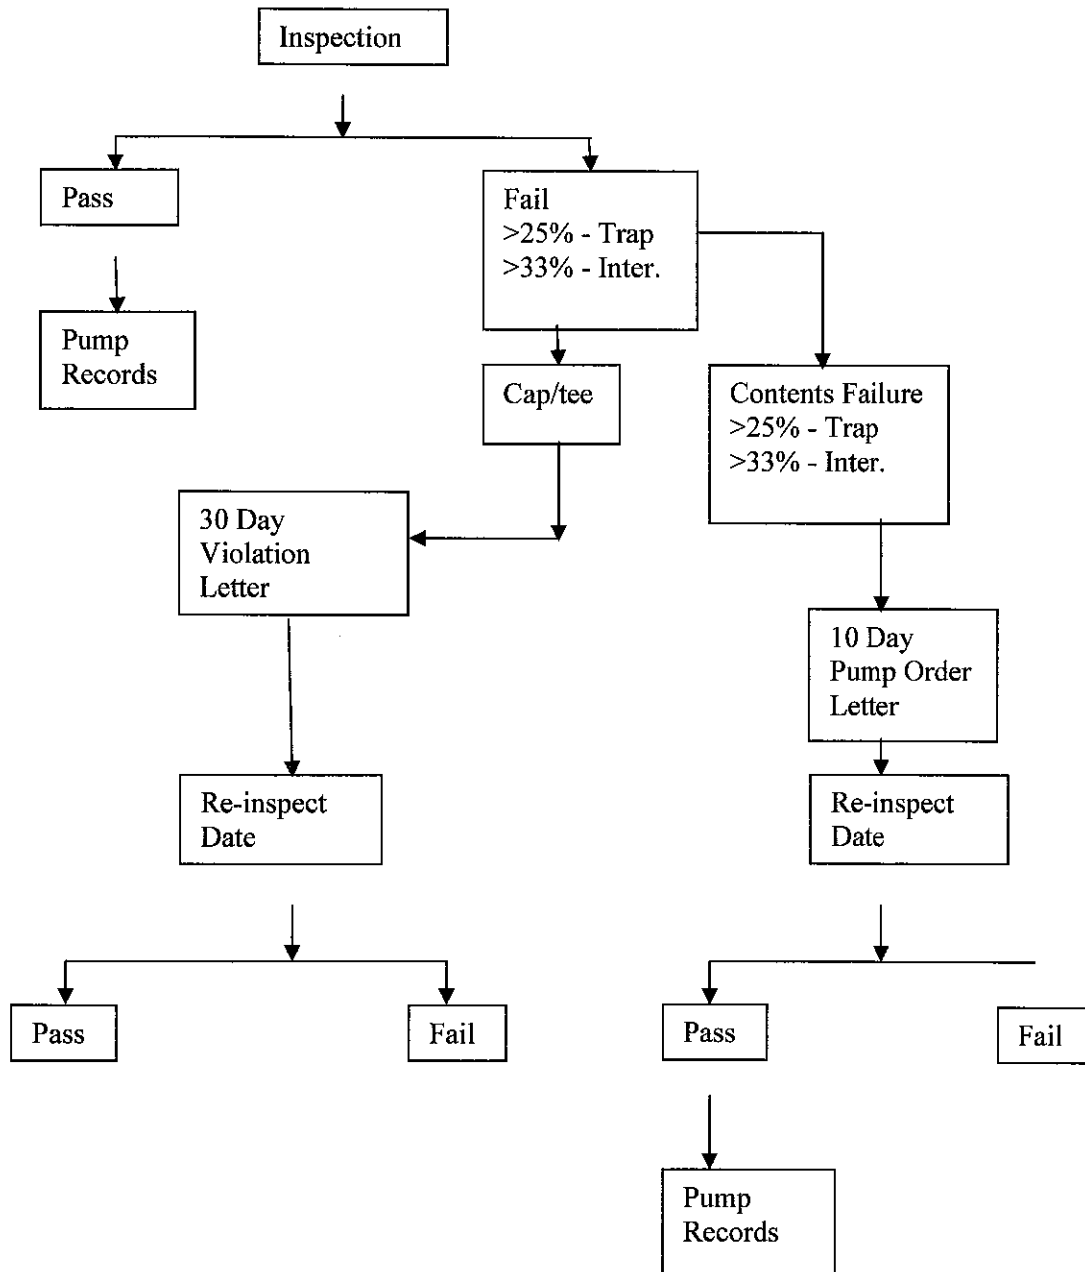 Inspection
Pass
Fail
>25% - Trap
>33% - Inter.
Pump
Records
Cap/tee
Contents Failure
>25% - Trap
>33% - Inter.
30 Day
Violation
Letter
10 Day
Pump Order
Letter
Re-inspect
Date
Re-inspect
Date
Pass
Fail
Pass
Fail
Pump
Records